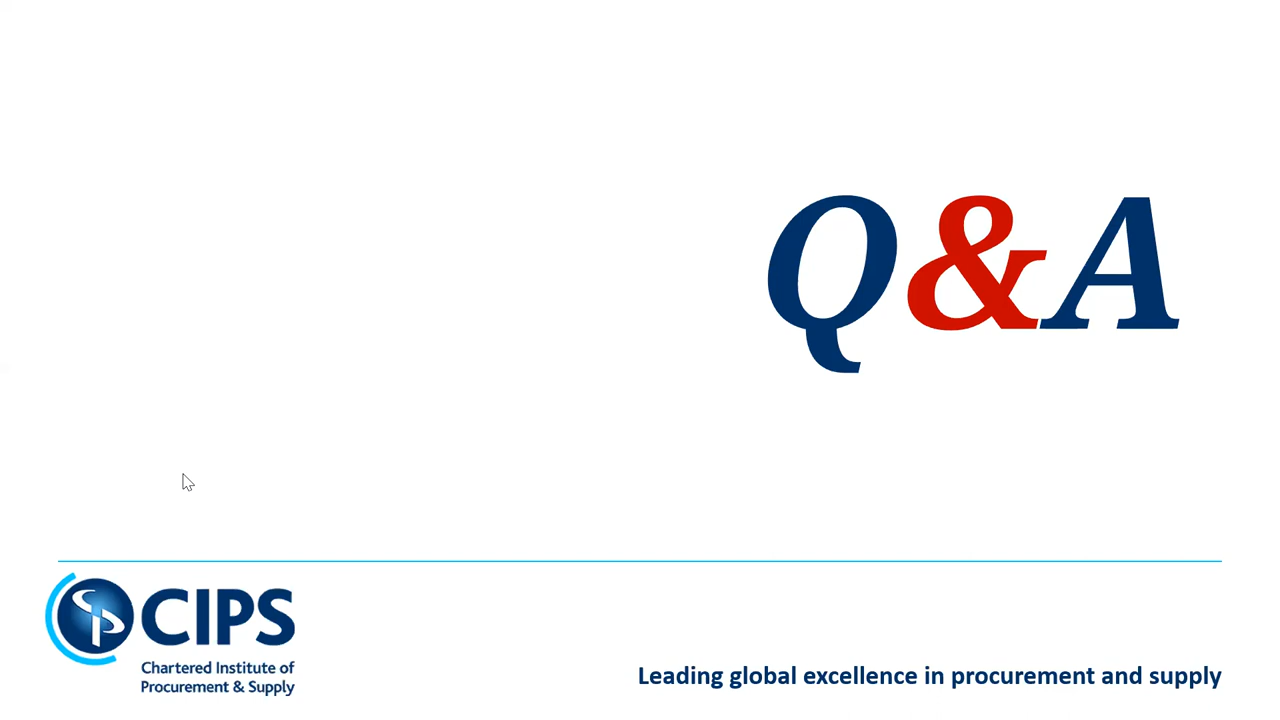 Q&A
CIPS
Chartered Institute of
Procurement & Supply
Leading global excellence in procurement and supply